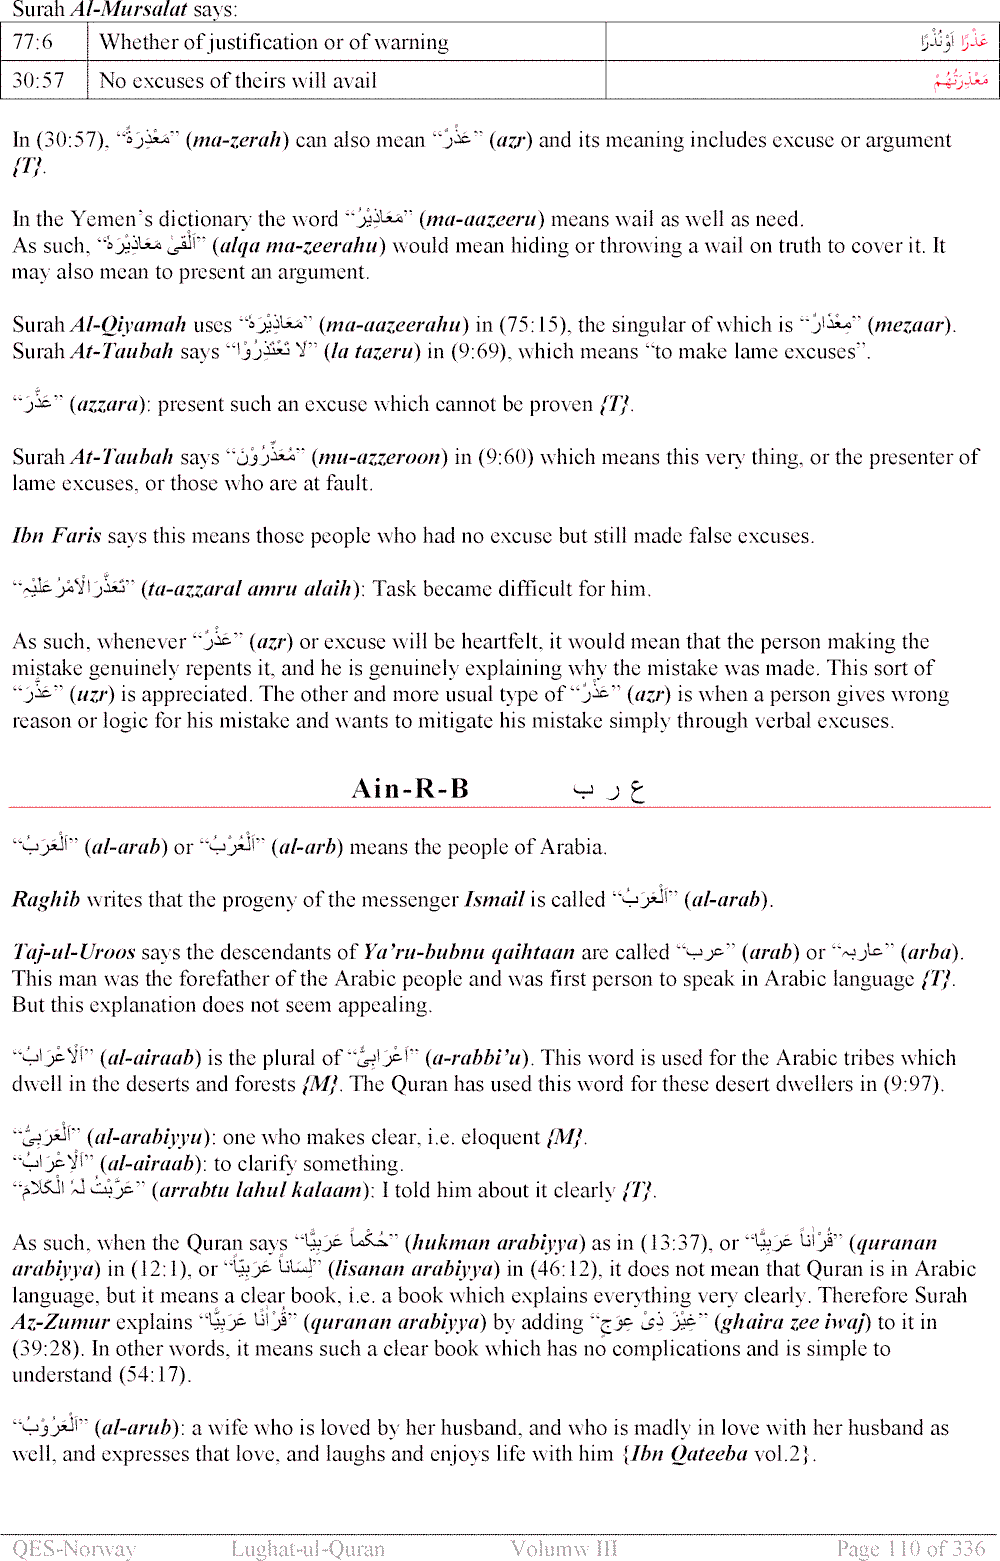 Surah Al-Mursalat says:
77:6 Whether of justification or of warning عَذْرًا اَوْنُذْرًا
30:57 No excuses of theirs will avail مَعْذِرَتُهُمْ
In (30:57), “مَعْذِرَةٌ” (ma-zerah) can also mean “عَذْرٌ” (azr) and its meaning includes excuse or argument
{T}.
In the Yemen’s dictionary the word “مَعَاذِيْرُ” (ma-aazeeru) means wail as well as need.
As such, “اَلْقٰى مَعَاذِيْرَهٗ” (alqa ma-zeerahu) would mean hiding or throwing a wail on truth to cover it. It
may also mean to present an argument.
Surah Al-Qiyamah uses “مَعَاذِيْرَهٗ” (ma-aazeerahu) in (75:15), the singular of which is “مِعْذَارٌ” (mezaar).
Surah At-Taubah says “لَا تَعْتَذِرُوْا” (la tazeru) in (9:69), which means “to make lame excuses”.
“عَذَّرَ” (azzara): present such an excuse which cannot be proven {T}.
Surah At-Taubah says “مُعَذِّرُوْنَ” (mu-azzeroon) in (9:60) which means this very thing, or the presenter of
lame excuses, or those who are at fault.
Ibn Faris says this means those people who had no excuse but still made false excuses.
“تَعَذَّرَ الْاَمْرُ عَلَيْہِ” (ta-azzaral amru alaih): Task became difficult for him.
As such, whenever “عَذْرٌ” (azr) or excuse will be heartfelt, it would mean that the person making the
mistake genuinely repents it, and he is genuinely explaining why the mistake was made. This sort of
“عَذَّرَ” (uzr) is appreciated. The other and more usual type of “عَذْرٌ” (azr) is when a person gives wrong
reason or logic for his mistake and wants to mitigate his mistake simply through verbal excuses.
Ain-R-B ع ر ب
“اَلْعَرَبُ” (al-arab) or “اَلْعُرْبُ” (al-arb) means the people of Arabia.
Raghib writes that the progeny of the messenger Ismail is called “اَلْعَرَبُ” (al-arab).
Taj-ul-Uroos says the descendants of Ya’ru-bubnu qaihtaan are called “عرب” (arab) or “عاربہ” (arba).
This man was the forefather of the Arabic people and was first person to speak in Arabic language {T}.
But this explanation does not seem appealing.
“اَلْاَعْرَابُ” (al-airaab) is the plural of “اَعْرَابِیٌّ” (a-rabbi’u). This word is used for the Arabic tribes which
dwell in the deserts and forests {M}. The Quran has used this word for these desert dwellers in (9:97).
“اَلْعَرَبِیُّ” (al-arabiyyu): one who makes clear, i.e. eloquent {M}.
“اَلْاِعْرَابُ” (al-airaab): to clarify something.
“عَرَّبْتُ لَہٗ الْکَلَامَ” (arrabtu lahul kalaam): I told him about it clearly {T}.
As such, when the Quran says “حُكْماً عَرَبِيًّا” (hukman arabiyya) as in (13:37), or “قُرْاٰناً عَرَبِيًّا” (quranan
arabiyya) in (12:1), or “لِسَاناً عَرَبِيّاً” (lisanan arabiyya) in (46:12), it does not mean that Quran is in Arabic
language, but it means a clear book, i.e. a book which explains everything very clearly. Therefore Surah
Az-Zumur explains “قُرْاٰنًا عَرَبِيًّا” (quranan arabiyya) by adding “غَيْرَ ذِیْ عِوَجٍ” (ghaira zee iwaj) to it in
(39:28). In other words, it means such a clear book which has no complications and is simple to
understand (54:17).
“اَلْعَرُوْبُ” (al-arub): a wife who is loved by her husband, and who is madly in love with her husband as
well, and expresses that love, and laughs and enjoys life with him {Ibn Qateeba vol.2}.
QES-Norway Lughat-ul-Quran Volumw III Page 110 of 336